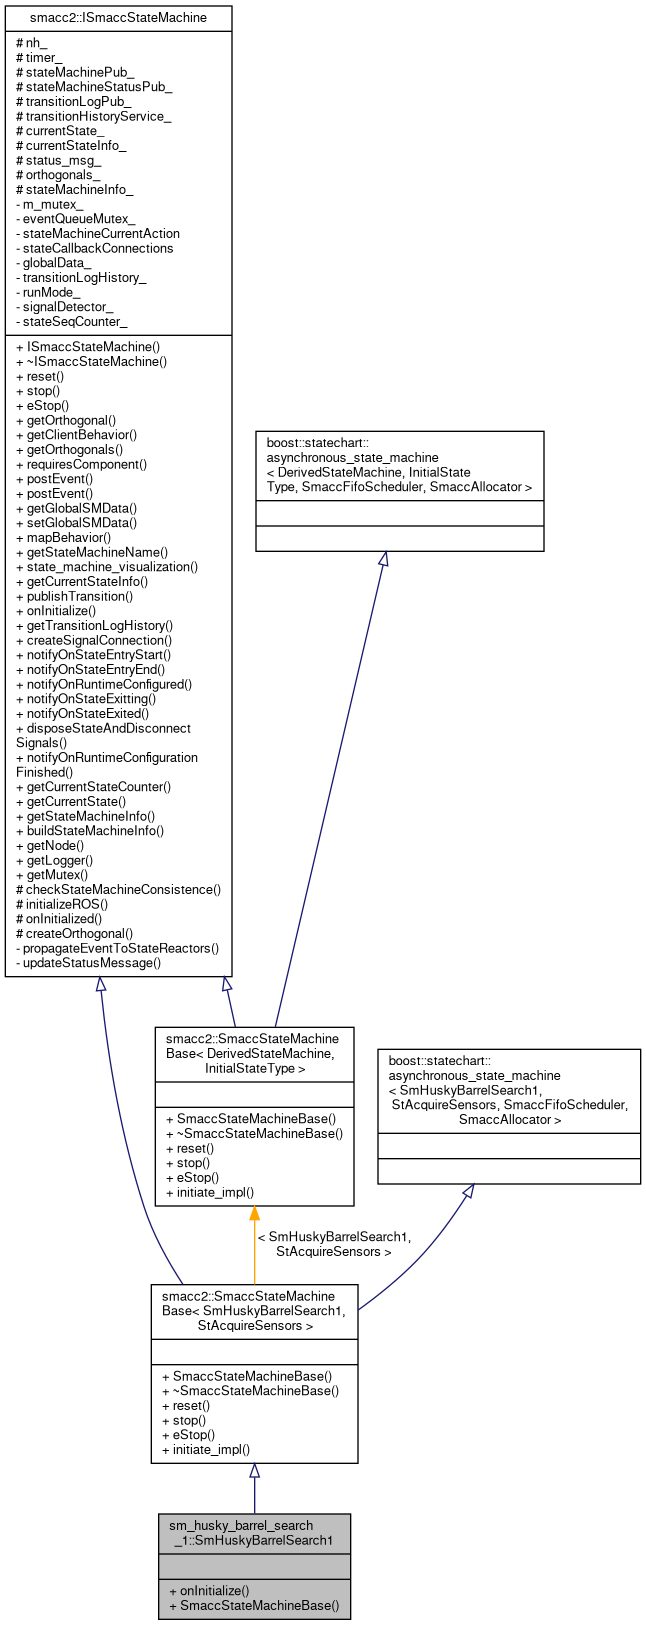 smacc2::ISmaccStateMachine
# nh_
# timer_
# stateMachinePub_
# stateMachineStatusPub_
# transitionLogPub_
# transitionHistoryService_
# currentState_
# currentStateInfo_
# status_msg_
# orthogonals_
# stateMachineInfo_
- m_mutex_
- eventQueueMutex_
- stateMachineCurrentAction
- stateCallbackConnections
- globalData_
- transitionLogHistory_
- runMode_
- signalDetector_
- stateSeqCounter_
+ ISmaccStateMachine()
+ ~ISmaccStateMachine()
+ reset()
+ stop()
+ eStop()
+ getOrthogonal()
+ getClientBehavior()
+ getOrthogonals()
+ requiresComponent()
+ postEvent()
+ postEvent()
+ getGlobalSMData()
+ setGlobalSMData()
+ mapBehavior()
+ getStateMachineName()
+ state_machine_visualization()
+ getCurrentStateInfo()
+ publishTransition()
+ onInitialize()
+ getTransitionLogHistory()
+ createSignalConnection()
+ notifyOnStateEntryStart()
+ notifyOnStateEntryEnd()
+ notifyOnRuntimeConfigured()
+ notifyOnStateExitting()
+ notifyOnStateExited()
+ disposeStateAndDisconnect
Signals()
+ notifyOnRuntimeConfiguration
Finished()
+ getCurrentStateCounter()
+ getCurrentState()
+ getStateMachineInfo()
+ buildStateMachineInfo()
+ getNode()
+ getLogger()
+ getMutex()
# checkStateMachineConsistence()
# initializeROS()
# onInitialized()
# createOrthogonal()
- propagateEventToStateReactors()
- updateStatusMessage()
boost::statechart::
asynchronous_state_machine
< DerivedStateMachine, InitialState
Type, SmaccFifoScheduler, SmaccAllocator >
smacc2::SmaccStateMachine
Base< DerivedStateMachine,
InitialStateType >
+ SmaccStateMachineBase()
+ ~SmaccStateMachineBase()
+ reset()
+ stop()
+ eStop()
+ initiate_impl()
boost::statechart::
asynchronous_state_machine
< SmHuskyBarrelSearch1,
StAcquireSensors, SmaccFifoScheduler,
SmaccAllocator >
< SmHuskyBarrelSearch1,
StAcquireSensors >
smacc2::SmaccStateMachine
Base< SmHuskyBarrelSearch1,
StAcquireSensors >
+ SmaccStateMachineBase()
+ ~SmaccStateMachineBase()
+ reset()
+ stop()
+ eStop()
+ initiate_impl()
sm_husky_barrel_search
_1::SmHuskyBarrelSearch1
+ onInitialize()
+ SmaccStateMachineBase()